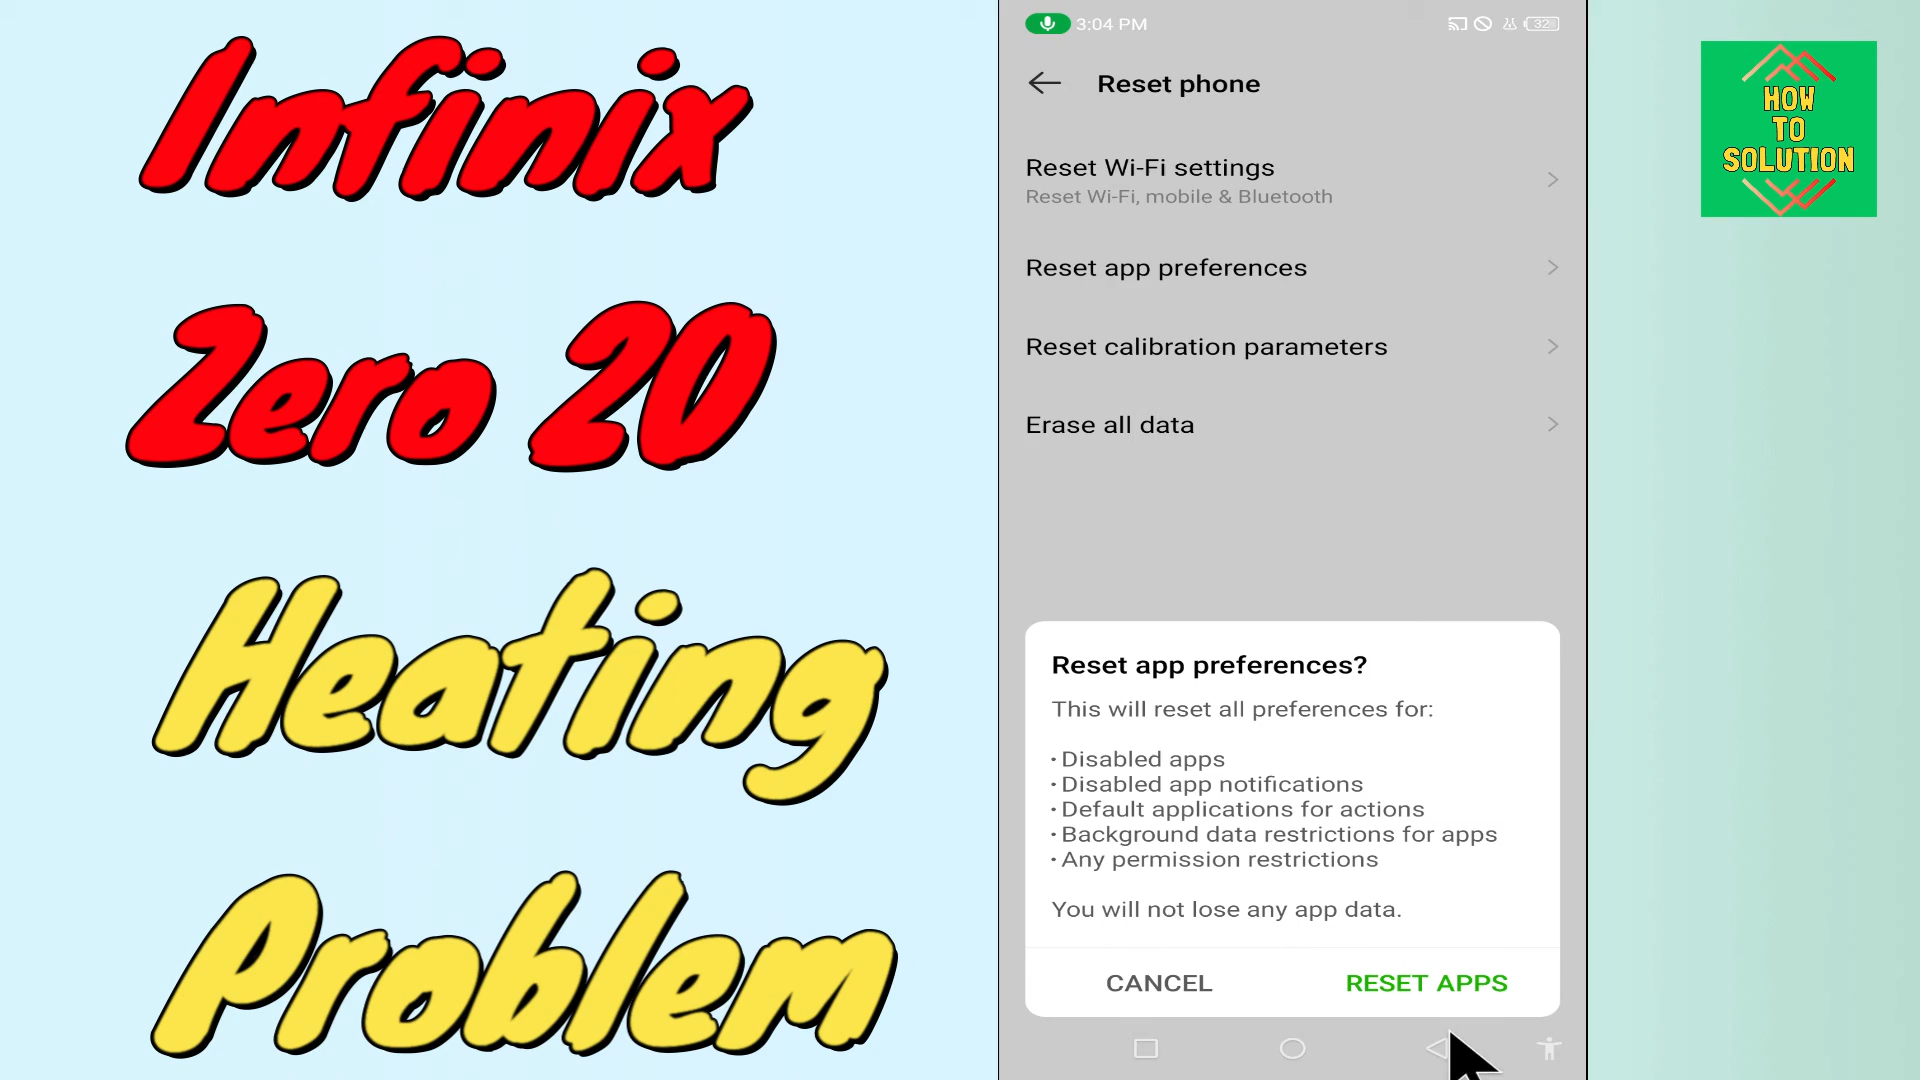 Infinix
Zero 20
Heating
Problem
3:04 PM
32
Reset phone
Reset Wi-Fi settings
Reset Wi-Fi, mobile & Bluetooth
Reset app preferences
Reset calibration parameters
Erase all data
Reset app preferences?
This will reset all preferences for:
• Disabled apps
• Disabled app notifications
• Default applications for actions
• Background data restrictions for apps
• Any permission restrictions
You will not lose any app data.
CANCEL
RESET APPS
HOW
TO
SOLUTION